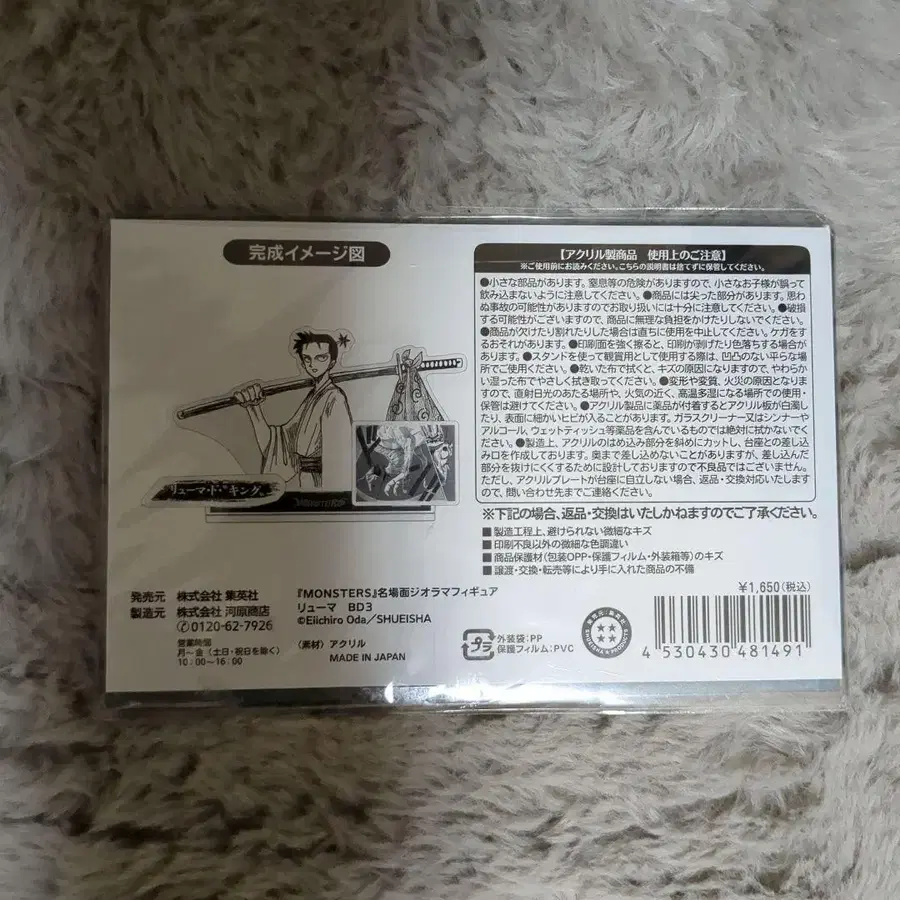 完成イメージ図
リューマ・ド・"キング"
MONSTERS
【アクリル製商品 使用上のご注意】
※ご使用前にお読みください。こちらの説明書は捨てずに保管してください。
●小さな部品があります。窒息等の危険がありますので、小さなお子様が誤って
飲み込まないように注意してください。●商品には尖った部分があります。思わ
ぬ事故の可能性がありますのでお取り扱いには十分に注意してください。●破損
する可能性がございますので、商品に無理な負担をかけたりしないでください。
●商品が欠けたり割れたりした場合は直ちに使用を中止してください。ケガをす
るおそれがあります。●印刷面を強く擦ると、印刷が剥げたり色落ちする場合が
あります。●スタンドを使って観賞用として使用する際は、凹凸のない平らな場
所でご使用ください。●乾いた布で拭くと、キズの原因になりますので、やわらか
い湿った布でやさしく拭き取ってください。●変形や変質、火災の原因となりま
すので、直射日光のあたる場所や、火気の近く、高温多湿になる場所での使用・
保管は避けてください。●アクリル製品に薬品が付着するとアクリル板が白濁し
たり、表面に細かいヒビが入ることがあります。ガラスクリーナー又はシンナーや
アルコール、ウェットティッシュ等薬品を含んでいるものでは絶対に拭かないでく
ださい。●製造上、アクリルのはめ込み部分を斜めにカットし、台座との差し込
み口を作成しております。奥まで差し込めないことがありますが、差し込んだ
部分を抜けにくくするために設計しておりますので不良品ではございません。
ただし、アクリルプレートが台座に自立しない場合、返品・交換対応いたします
ので、問い合わせ先までご連絡ください。
※下記の場合、返品・交換はいたしかねますのでご了承ください。
■製造工程上、避けられない微細なキズ
■印刷不良以外の微細な色調違い
■商品保護材(包装OPP・保護フィルム・外装箱等)のキズ
■譲渡・交換・転売等により手に入れた商品の不備
発売元 株式会社 集英社
製造元 株式会社 河原商店
0120-62-7926
営業時間
月〜金(土日・祝日を除く)
10:00〜16:00
『MONSTERS』名場面ジオラマフィギュア
リューマ BD3
©Eiichiro Oda/SHUEISHA
〈素材〉アクリル
MADE IN JAPAN
プラ
外装袋:PP
保護フィルム:PVC
発売元:集英社
SHUEISHA PRODUCTS
¥1,650(税込)
4 530430 481491